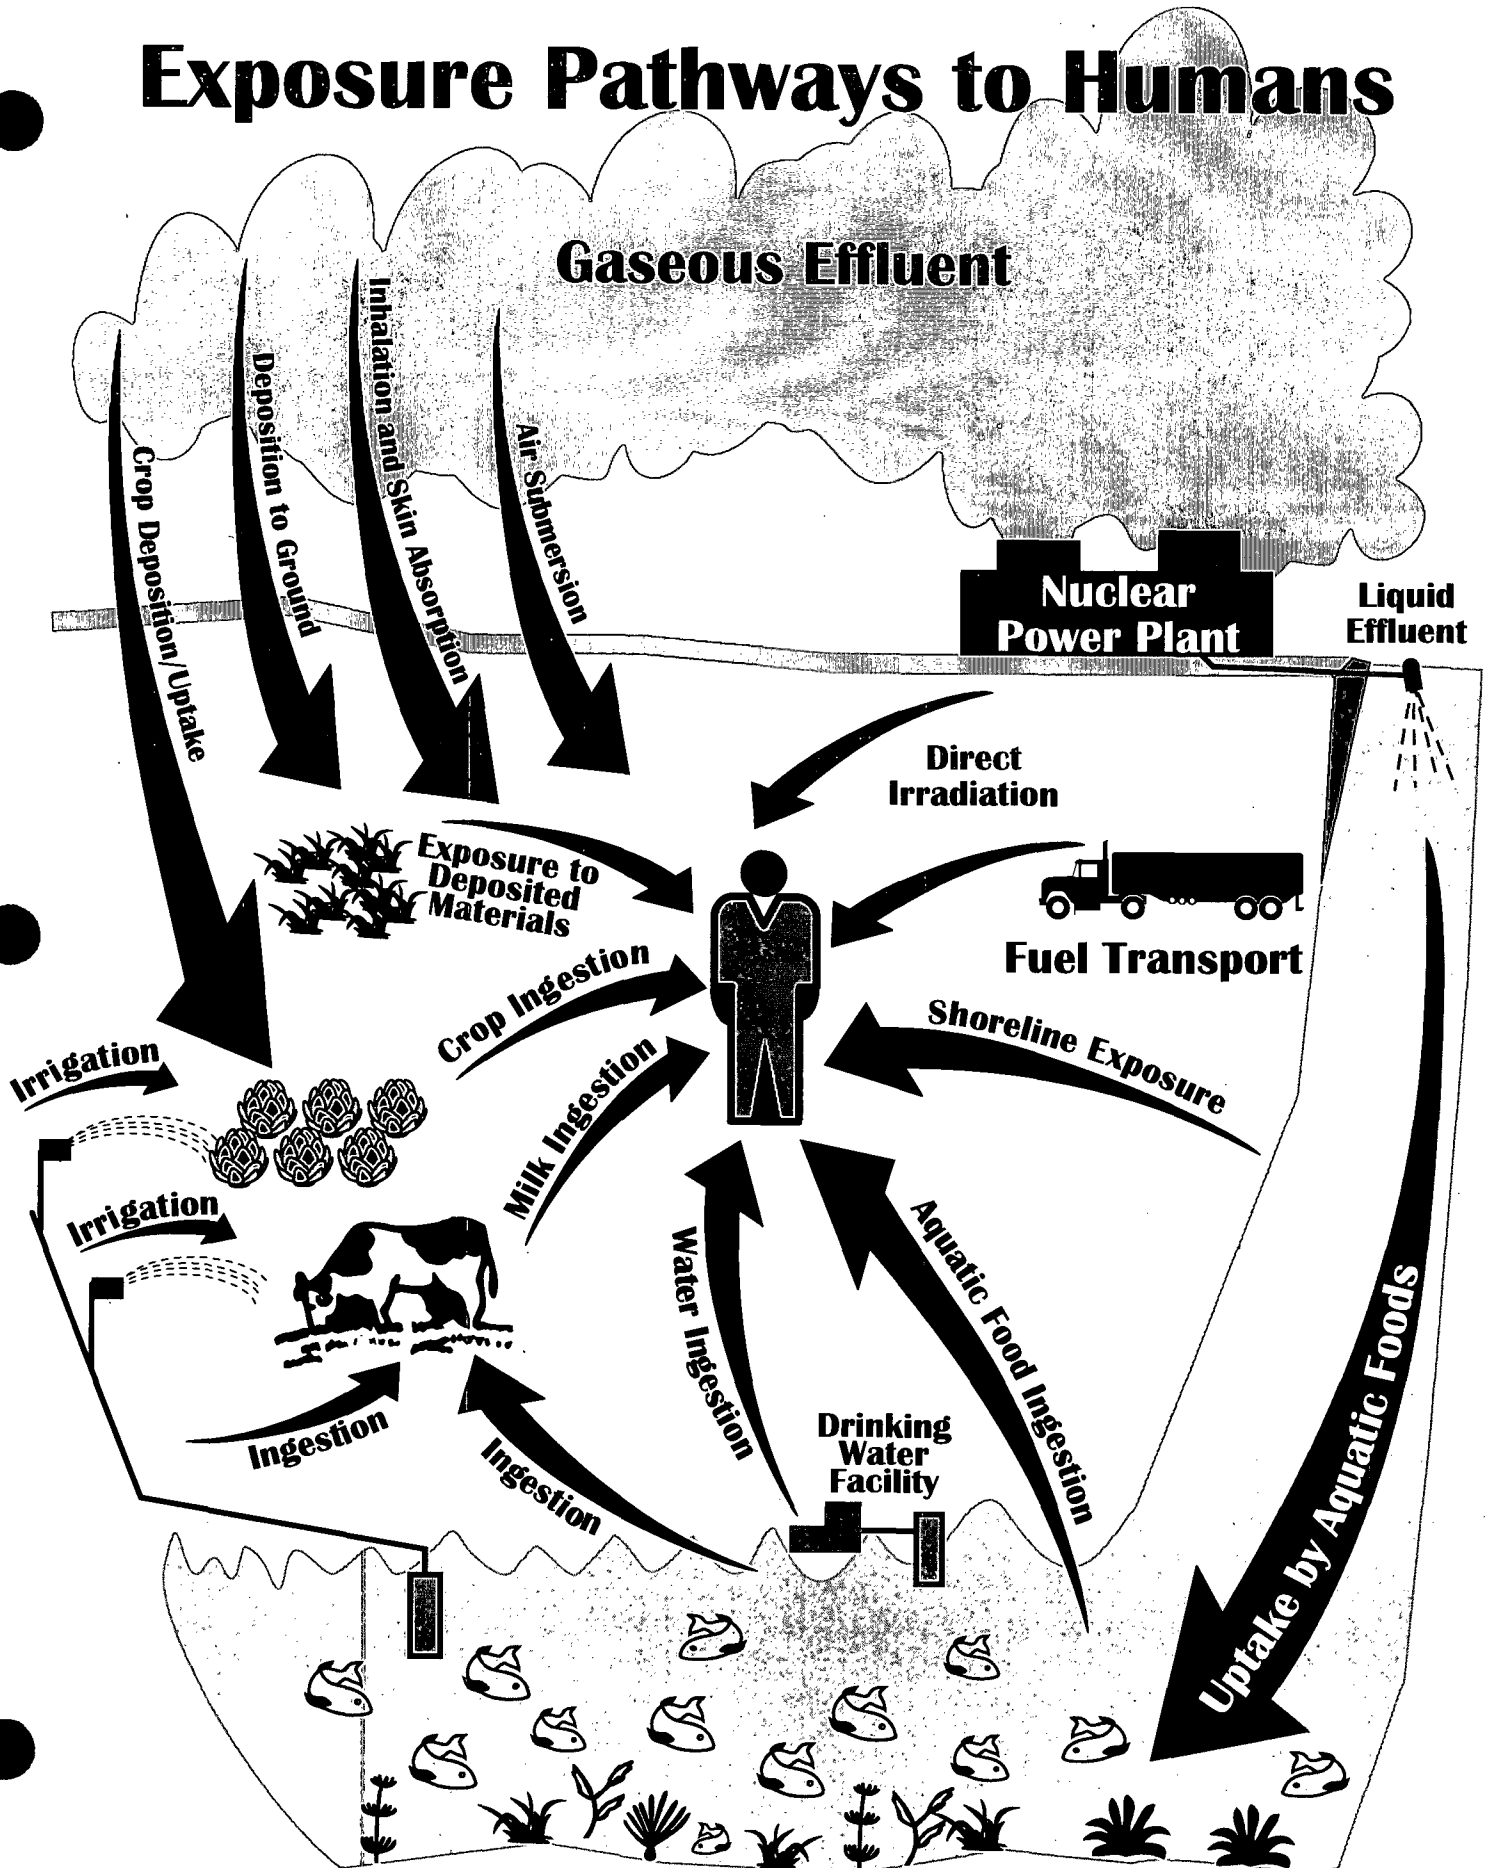 Exposure Pathways to Humans
Gaseous Effluent
Crop Deposition/Uptake
Deposition to Ground
Inhalation and Skin Absorption
Air Submersion
Nuclear
Power Plant
Liquid
Effluent
Direct
Irradiation
Exposure to
Deposited
Materials
Fuel Transport
Crop Ingestion
Shoreline Exposure
Irrigation
Milk Ingestion
Irrigation
Water Ingestion
Aquatic Food Ingestion
Uptake by Aquatic Foods
Ingestion
Ingestion
Drinking
Water
Facility